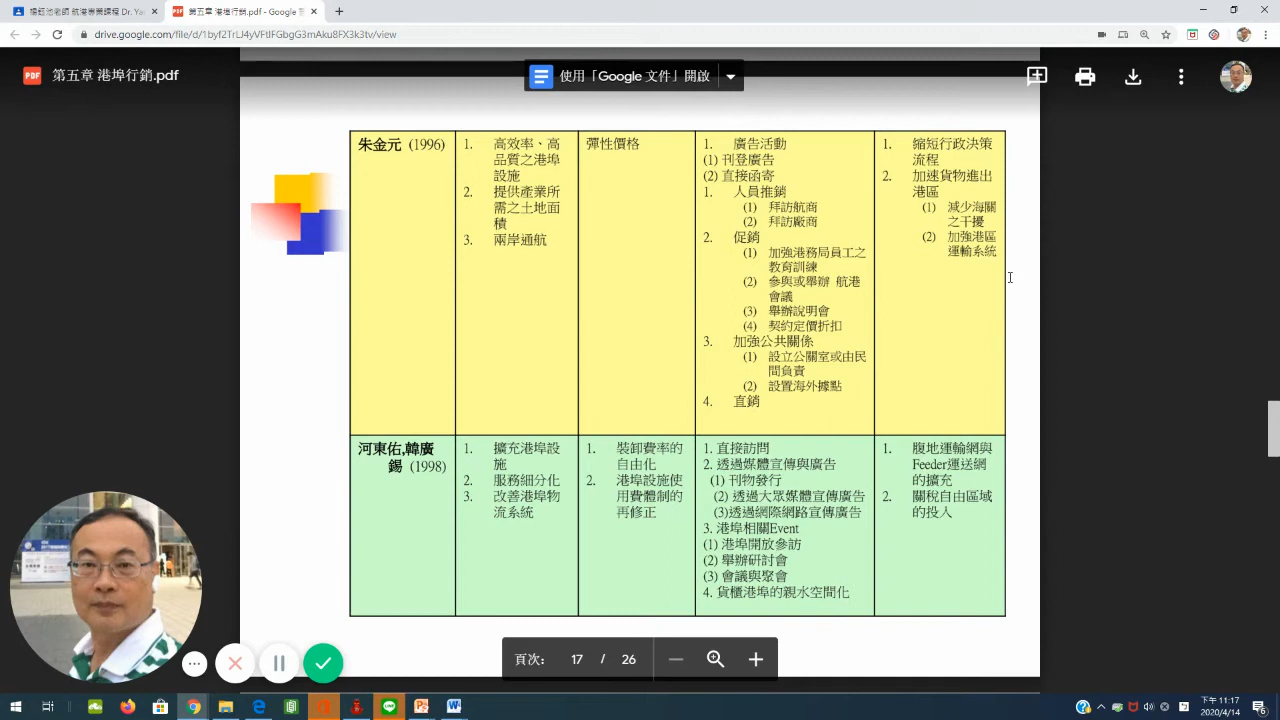 楊鈺池老師 航港專業課程 Dr. Ya
第五章 港埠行銷.pdf - Google 雲
drive.google.com/file/d/1byf2TrLJ4yVFtIFGbgG3mAku8FX3k3tv/view
PDF
第五章 港埠行銷.pdf
使用「Google 文件」開啟
朱金元 (1996)
1. 高效率、高
品質之港埠
設施
2. 提供產業所
需之土地面
積
3. 兩岸通航
彈性價格
1. 廣告活動
(1) 刊登廣告
(2) 直接函寄
1. 人員推銷
(1) 拜訪航商
(2) 拜訪廠商
2. 促銷
(1) 加強港務局員工之
教育訓練
(2) 參與或舉辦 航港
會議
(3) 舉辦說明會
(4) 契約定價折扣
3. 加強公共關係
(1) 設立公關室或由民
間負責
(2) 設置海外據點
4. 直銷
1. 縮短行政決策
流程
2. 加速貨物進出
港區
(1) 減少海關
之干擾
(2) 加強港區
運輸系統
河東佑,韓廣
錫 (1998)
1. 擴充港埠設
施
2. 服務細分化
3. 改善港埠物
流系統
1. 裝卸費率的
自由化
2. 港埠設施使
用費體制的
再修正
1. 直接訪問
2. 透過媒體宣傳與廣告
(1) 刊物發行
(2) 透過大眾媒體宣傳廣告
(3)透過網際網路宣傳廣告
3. 港埠相關Event
(1) 港埠開放參訪
(2) 舉辦研討會
(3) 會議與聚會
4. 貨櫃港埠的親水空間化
1. 腹地運輸網與
Feeder運送網
的擴充
2. 關稅自由區域
的投入
頁次: 17 / 26
下午 11:17
2020/4/14